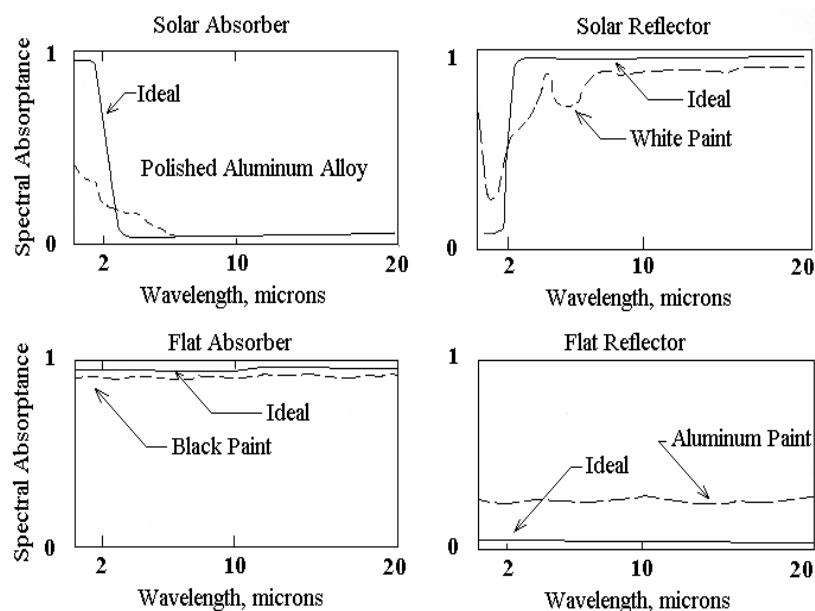 Solar Absorber
1
Ideal
Polished Aluminum Alloy
Spectral Absorptance
0
2
10
20
Wavelength, microns
Solar Reflector
1
Ideal
White Paint
Spectral Absorptance
0
2
10
20
Wavelength, microns
Flat Absorber
1
Ideal
Black Paint
Spectral Absorptance
0
2
10
20
Wavelength, microns
Flat Reflector
1
Aluminum Paint
Ideal
0
2
10
20
Wavelength, microns